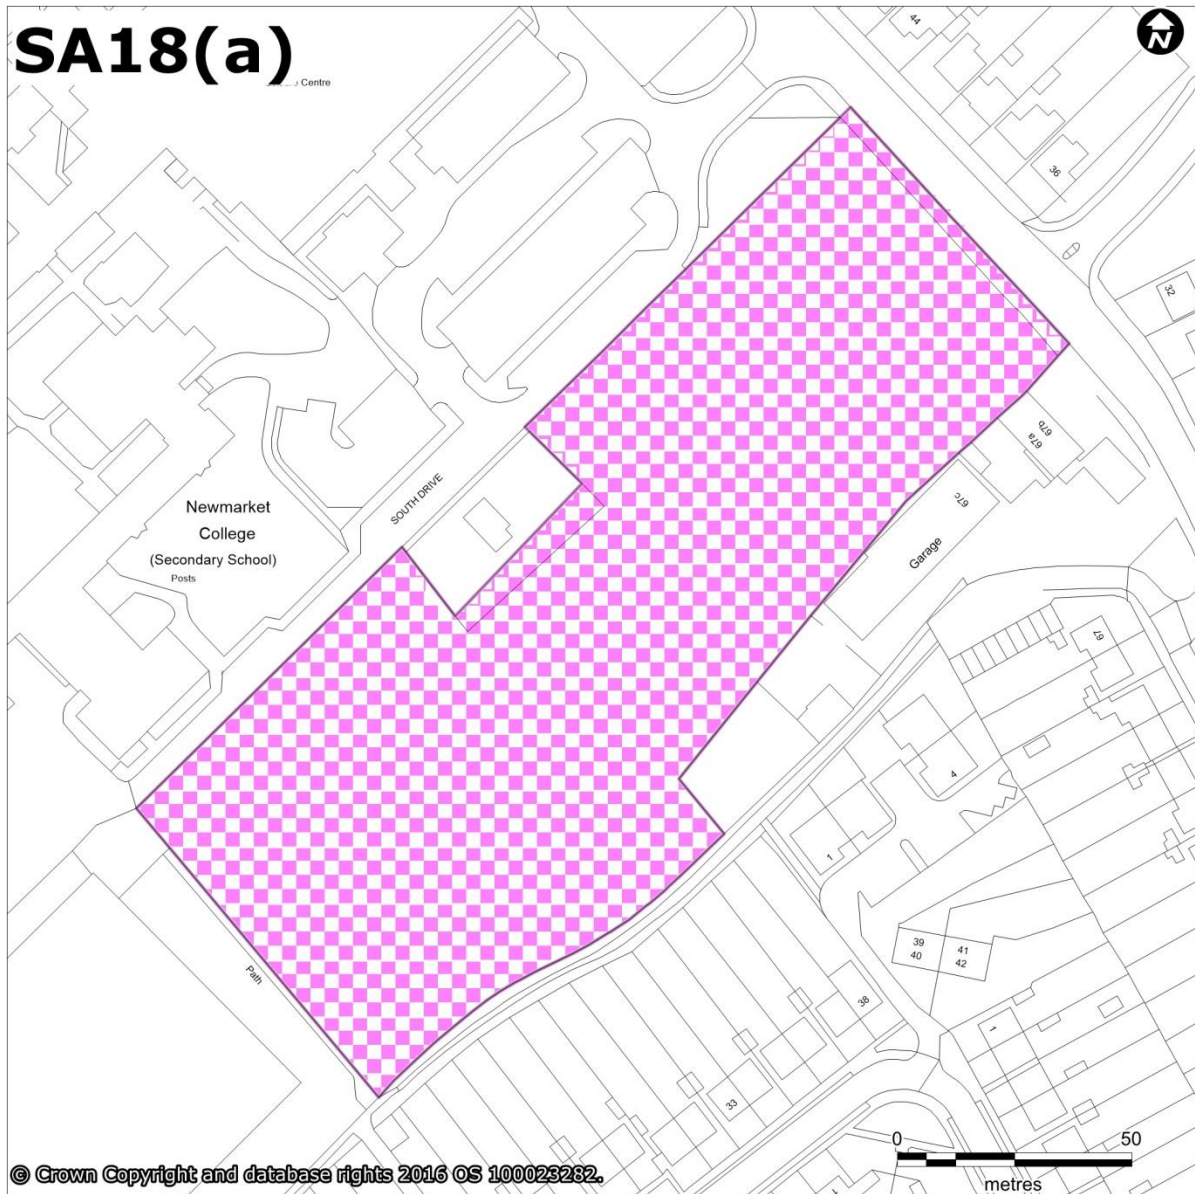 SA18(a)
N
Centre
44
36
32
67b
67a
67c
SOUTH DRIVE
Newmarket
College
(Secondary School)
Posts
Garage
67
4
1
39
40
41
42
Path
38
1
33
1
0 50
metres
© Crown Copyright and database rights 2016 OS 100023282.